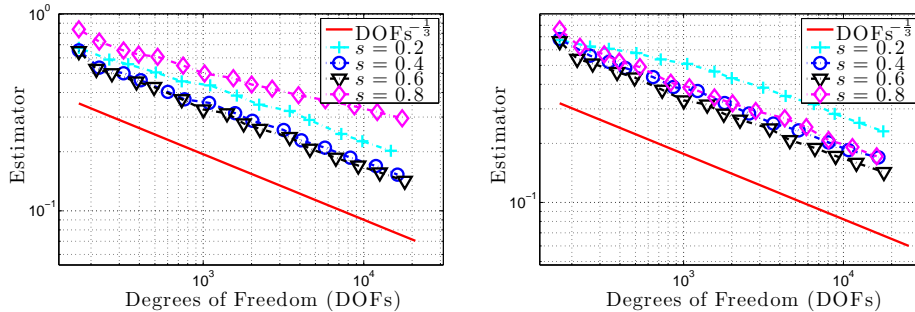 10^0
10^{-1}
Estimator
10^3
10^4
Degrees of Freedom (DOFs)
DOFs^{-\frac{1}{3}}
s = 0.2
s = 0.4
s = 0.6
s = 0.8
10^{-1}
Estimator
10^3
10^4
Degrees of Freedom (DOFs)
DOFs^{-\frac{1}{3}}
s = 0.2
s = 0.4
s = 0.6
s = 0.8